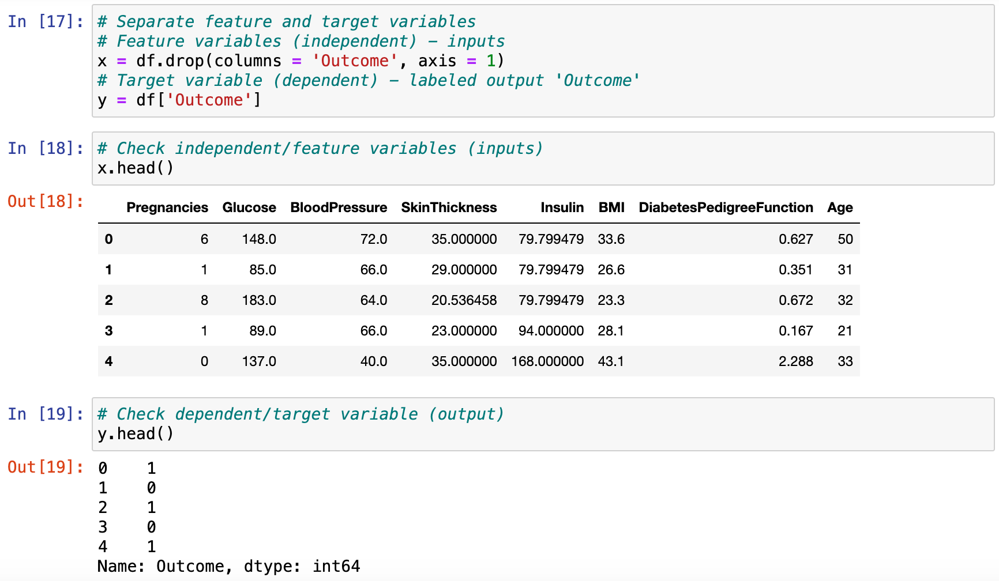 In [17]: # Separate feature and target variables
# Feature variables (independent) – inputs
x = df.drop(columns = 'Outcome', axis = 1)
# Target variable (dependent) – labeled output 'Outcome'
y = df['Outcome']
In [18]: # Check independent/feature variables (inputs)
x.head()
Out[18]:
Pregnancies Glucose BloodPressure SkinThickness Insulin BMI DiabetesPedigreeFunction Age
0 6 148.0 72.0 35.000000 79.799479 33.6 0.627 50
1 1 85.0 66.0 29.000000 79.799479 26.6 0.351 31
2 8 183.0 64.0 20.536458 79.799479 23.3 0.672 32
3 1 89.0 66.0 23.000000 94.000000 28.1 0.167 21
4 0 137.0 40.0 35.000000 168.000000 43.1 2.288 33
In [19]: # Check dependent/target variable (output)
y.head()
Out[19]: 0 1
1 0
2 1
3 0
4 1
Name: Outcome, dtype: int64